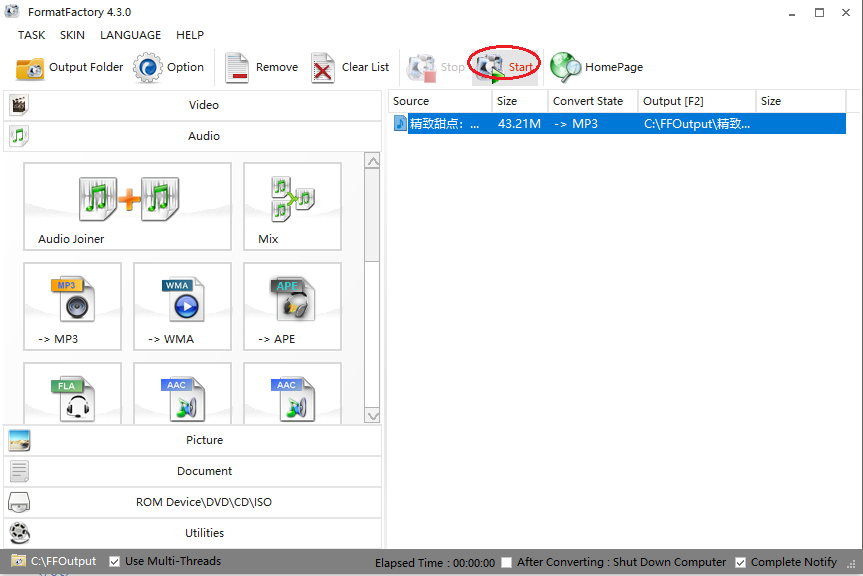 FormatFactory 4.3.0
TASK SKIN LANGUAGE HELP
Output Folder Option Remove Clear List Stop Start HomePage
Video
Audio
Audio Joiner
Mix
MP3
WMA
APE
-> MP3
-> WMA
-> APE
FLA
AAC
AAC
Picture
Document
ROM Device\DVD\CD\ISO
Utilities
Source Size Convert State Output [F2] Size
精致甜点：... 43.21M -> MP3 C:\FFOutput\精致...
C:\FFOutput Use Multi-Threads Elapsed Time : 00:00:00 After Converting : Shut Down Computer Complete Notify